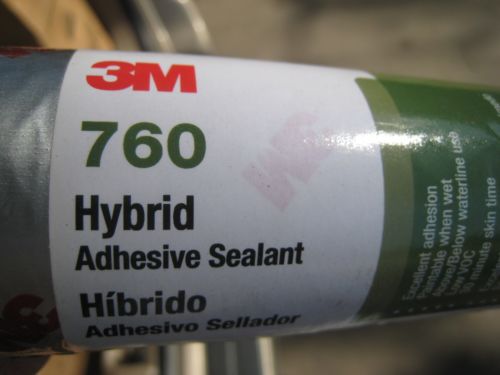 3M
760
Hybrid
Adhesive Sealant
Híbrido
Adhesivo Sellador
Excellent adhesion
Paintable when wet
Above/Below waterline use
Low VOC
30 minute skin time